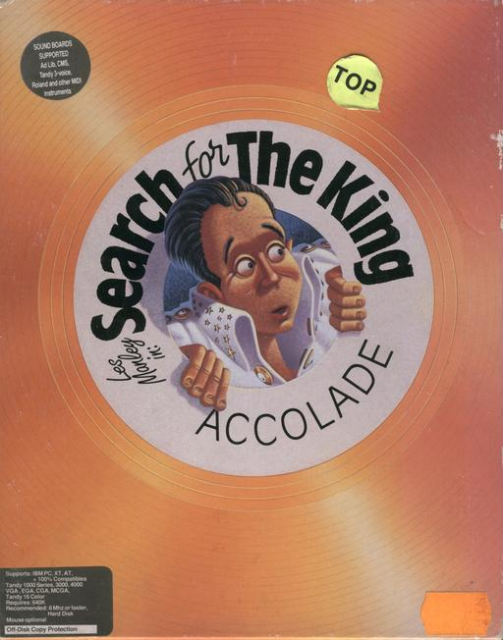 SOUND BOARDS
SUPPORTED
Ad Lib, CMS,
Tandy 3-voice,
Roland and other MIDI
Instruments
TOP
Les
Manley
in:
Search for The King
ACCOLADE
Supports: IBM PC, XT, AT,
+ 100% Compatibles
Tandy 1000 Series, 3000, 4000
VGA, EGA, CGA, MCGA,
Tandy 16 Color
Requires: 640K
Recommended: 8 Mhz or faster,
Hard Disk
Mouse optional
Off-Disk Copy Protection